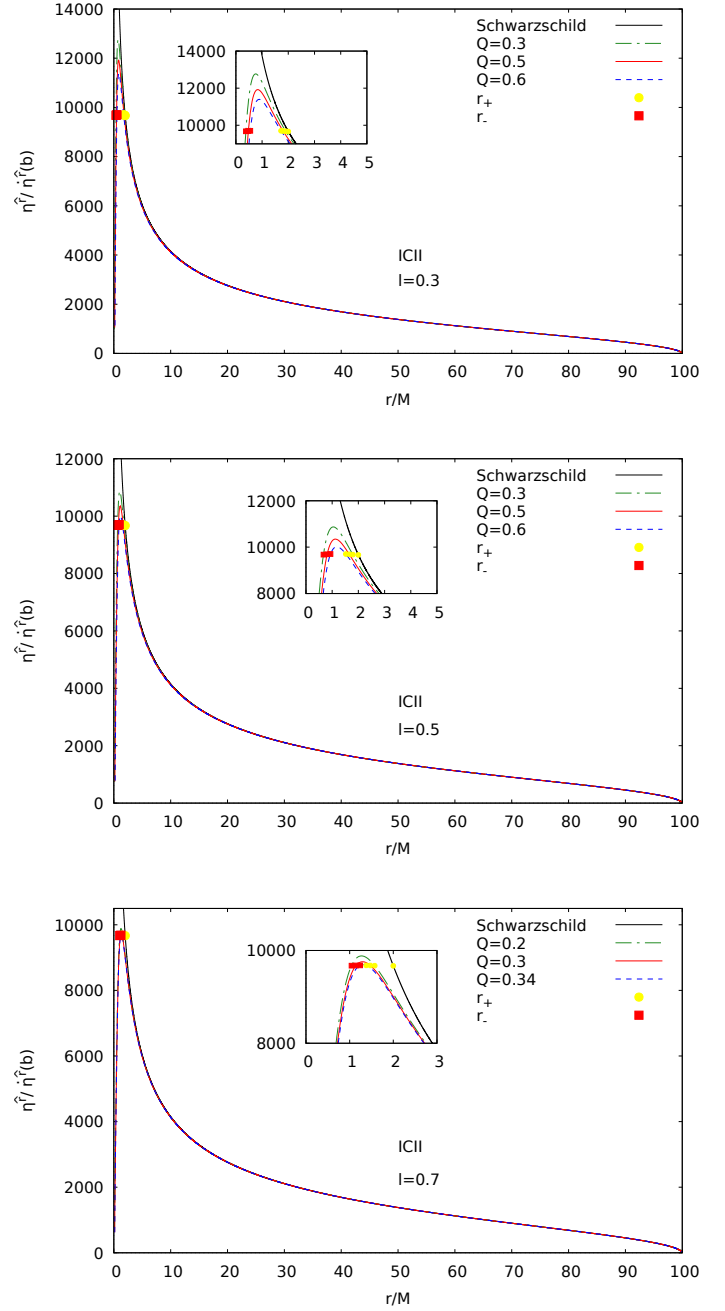 14000
12000
10000
8000
6000
4000
2000
0
η^r̂/ η̇^r̂(b)
Schwarzschild
Q=0.3
Q=0.5
Q=0.6
r₊
r₋
14000
13000
12000
11000
10000
0 1 2 3 4 5
ICII
l=0.3
0 10 20 30 40 50 60 70 80 90 100
r/M
12000
10000
8000
6000
4000
2000
0
η^r̂/ η̇^r̂(b)
Schwarzschild
Q=0.3
Q=0.5
Q=0.6
r₊
r₋
12000
11000
10000
9000
8000
0 1 2 3 4 5
ICII
l=0.5
0 10 20 30 40 50 60 70 80 90 100
r/M
10000
8000
6000
4000
2000
0
η^r̂/ η̇^r̂(b)
Schwarzschild
Q=0.2
Q=0.3
Q=0.34
r₊
r₋
10000
9000
8000
0 1 2 3
ICII
l=0.7
0 10 20 30 40 50 60 70 80 90 100
r/M